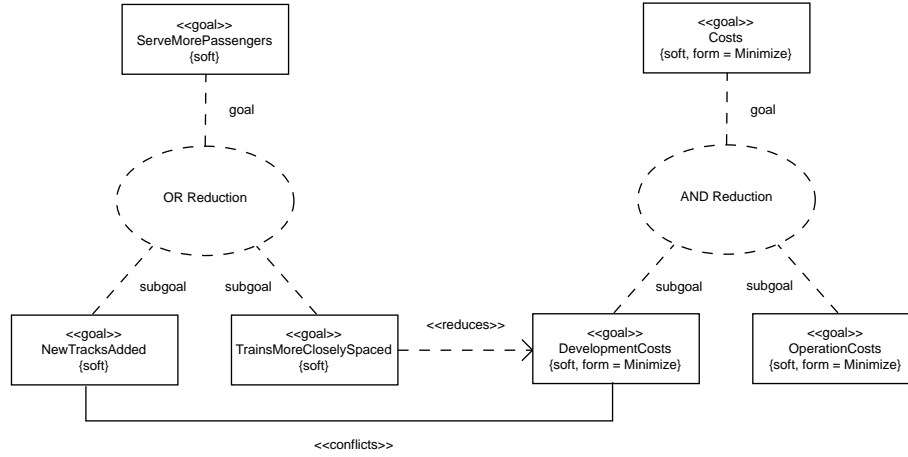 <<goal>>
ServeMorePassengers
{soft}
<<goal>>
Costs
{soft, form = Minimize}
goal
goal
OR Reduction
AND Reduction
subgoal
subgoal
subgoal
subgoal
<<goal>>
NewTracksAdded
{soft}
<<goal>>
TrainsMoreCloselySpaced
{soft}
<<reduces>>
<<goal>>
DevelopmentCosts
{soft, form = Minimize}
<<goal>>
OperationCosts
{soft, form = Minimize}
<<conflicts>>